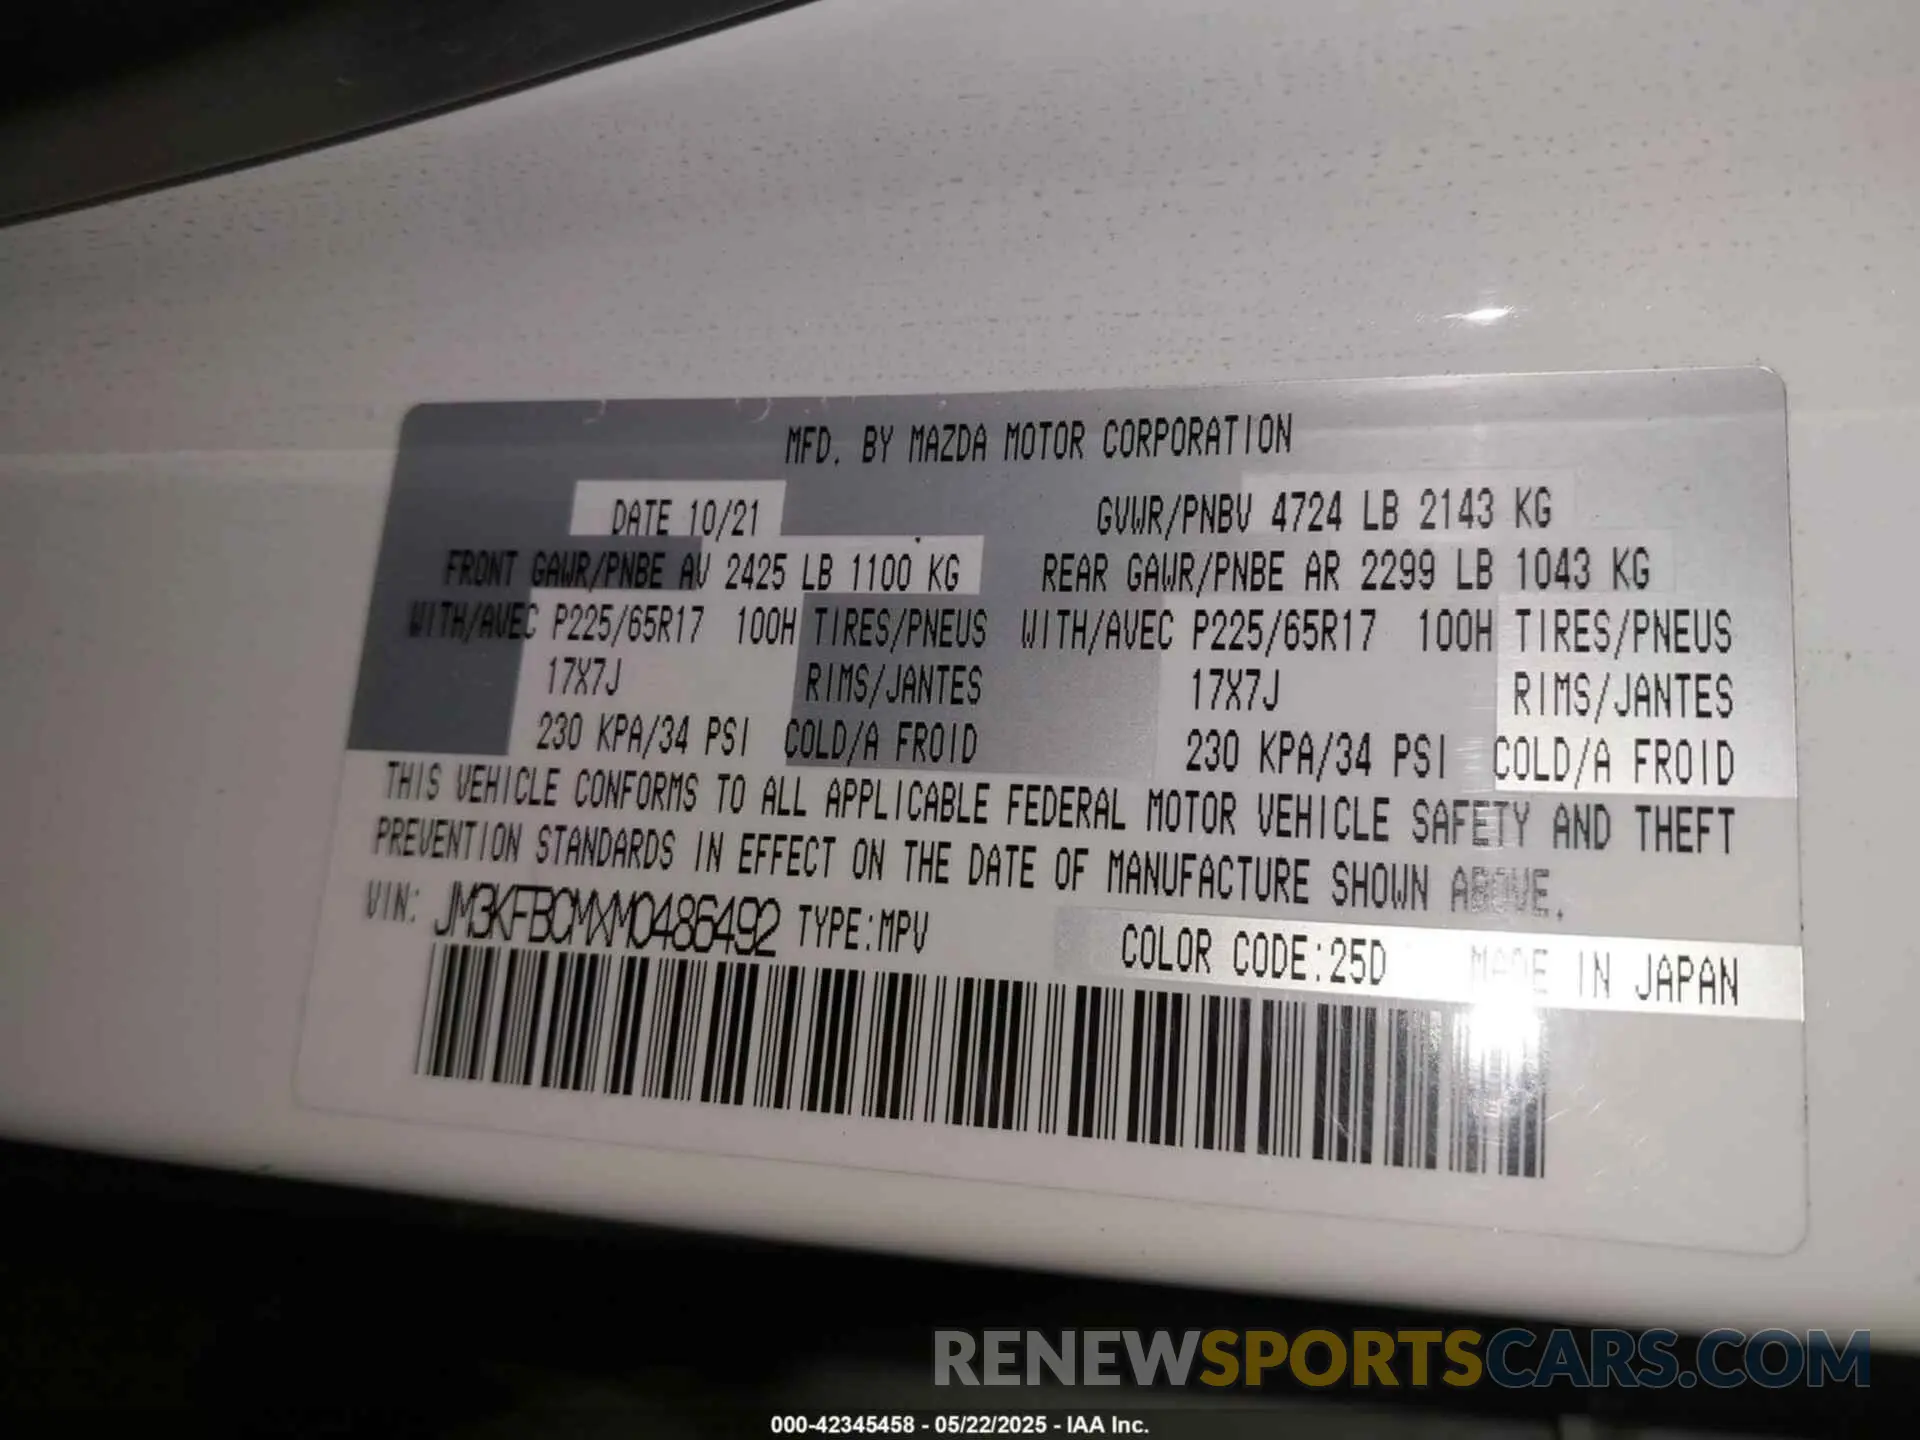 MFD. BY MAZDA MOTOR CORPORATION
DATE 10/21 GVWR/PNBV 4724 LB 2143 KG
FRONT GAWR/PNBE AV 2425 LB 1100 KG REAR GAWR/PNBE AR 2299 LB 1043 KG
WITH/AVEC P225/65R17 100H TIRES/PNEUS WITH/AVEC P225/65R17 100H TIRES/PNEUS
17X7J RIMS/JANTES 17X7J RIMS/JANTES
230 KPA/34 PSI COLD/A FROID 230 KPA/34 PSI COLD/A FROID
THIS VEHICLE CONFORMS TO ALL APPLICABLE FEDERAL MOTOR VEHICLE SAFETY AND THEFT
PREVENTION STANDARDS IN EFFECT ON THE DATE OF MANUFACTURE SHOWN ABOVE.
VIN: JM3KFBCMXM0486492 TYPE:MPV COLOR CODE:25D MADE IN JAPAN
RENEWSPORTSCARS.COM
000-42345458 - 05/22/2025 - IAA Inc.